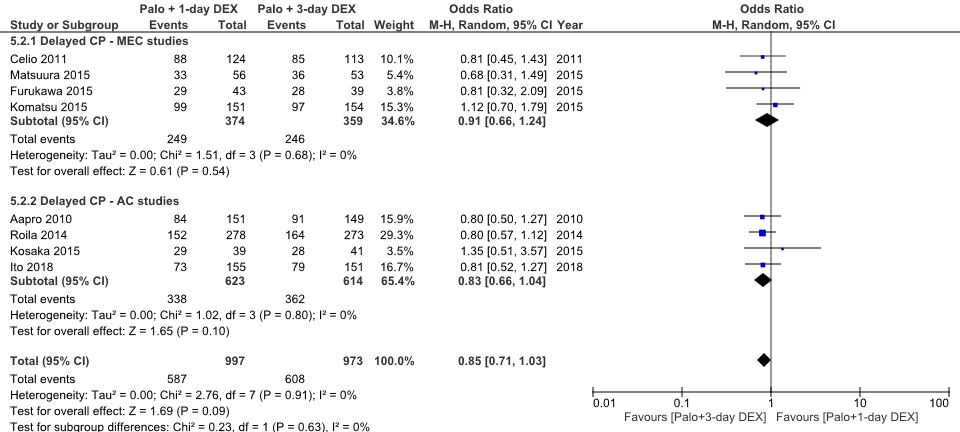 Palo + 1-day DEX Palo + 3-day DEX Odds Ratio Odds Ratio
Study or Subgroup Events Total Events Total Weight M-H, Random, 95% CI Year M-H, Random, 95% CI
5.2.1 Delayed CP - MEC studies
Celio 2011 88 124 85 113 10.1% 0.81 [0.45, 1.43] 2011
Matsuura 2015 33 56 36 53 5.4% 0.68 [0.31, 1.49] 2015
Furukawa 2015 29 43 28 39 3.8% 0.81 [0.32, 2.09] 2015
Komatsu 2015 99 151 97 154 15.3% 1.12 [0.70, 1.79] 2015
Subtotal (95% CI) 374 359 34.6% 0.91 [0.66, 1.24]
Total events 249 246
Heterogeneity: Tau² = 0.00; Chi² = 1.51, df = 3 (P = 0.68); I² = 0%
Test for overall effect: Z = 0.61 (P = 0.54)
5.2.2 Delayed CP - AC studies
Aapro 2010 84 151 91 149 15.9% 0.80 [0.50, 1.27] 2010
Roila 2014 152 278 164 273 29.3% 0.80 [0.57, 1.12] 2014
Kosaka 2015 29 39 28 41 3.5% 1.35 [0.51, 3.57] 2015
Ito 2018 73 155 79 151 16.7% 0.81 [0.52, 1.27] 2018
Subtotal (95% CI) 623 614 65.4% 0.83 [0.66, 1.04]
Total events 338 362
Heterogeneity: Tau² = 0.00; Chi² = 1.02, df = 3 (P = 0.80); I² = 0%
Test for overall effect: Z = 1.65 (P = 0.10)
Total (95% CI) 997 973 100.0% 0.85 [0.71, 1.03]
Total events 587 608
Heterogeneity: Tau² = 0.00; Chi² = 2.76, df = 7 (P = 0.91); I² = 0%
Test for overall effect: Z = 1.69 (P = 0.09)
Test for subgroup differences: Chi² = 0.23, df = 1 (P = 0.63), I² = 0%
0.01 0.1 1 10 100
Favours [Palo+3-day DEX] Favours [Palo+1-day DEX]